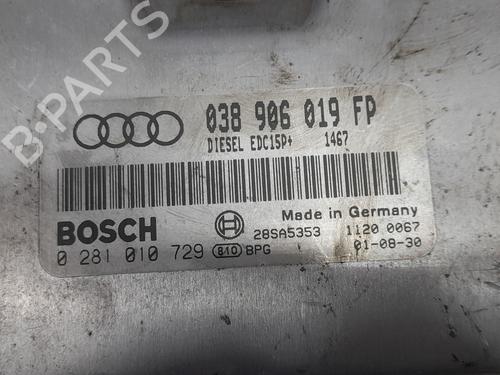 038 906 019 FP
DIESEL EDC15P+ 1467
BOSCH
Made in Germany
28SA5353 1120 0067
0 281 010 729 B10 BPG 01-08-30
B-PARTS